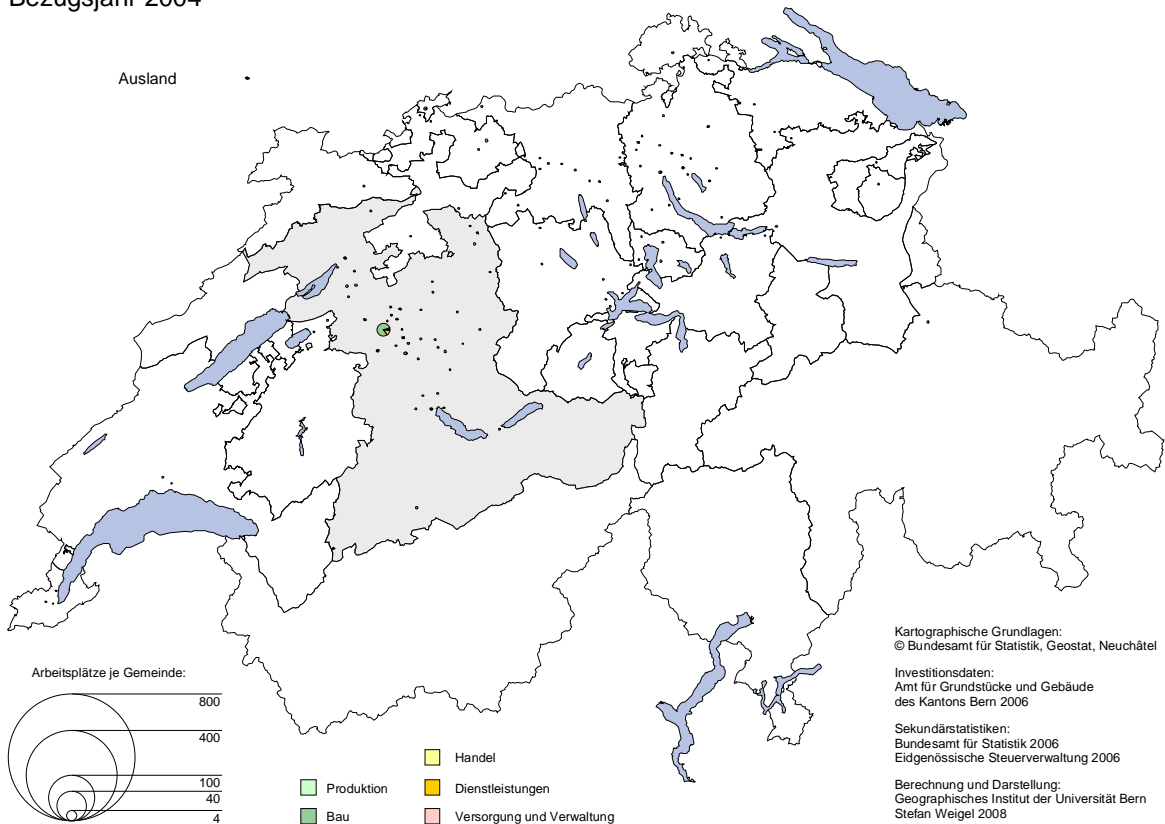 Bezugsjahr 2004
Ausland
Arbeitsplätze je Gemeinde:
800
400
100
40
4
Produktion
Bau
Handel
Dienstleistungen
Versorgung und Verwaltung
Kartographische Grundlagen:
© Bundesamt für Statistik, Geostat, Neuchâtel
Investitionsdaten:
Amt für Grundstücke und Gebäude
des Kantons Bern 2006
Sekundärstatistiken:
Bundesamt für Statistik 2006
Eidgenössische Steuerverwaltung 2006
Berechnung und Darstellung:
Geographisches Institut der Universität Bern
Stefan Weigel 2008